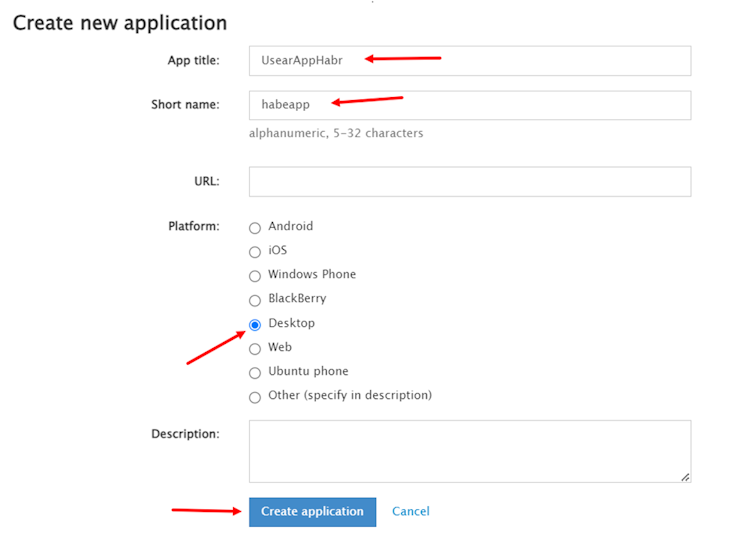 Create new application
App title: UsearAppHabr
Short name: habeapp
alphanumeric, 5-32 characters
URL:
Platform: Android
iOS
Windows Phone
BlackBerry
Desktop
Web
Ubuntu phone
Other (specify in description)
Description:
Create application Cancel